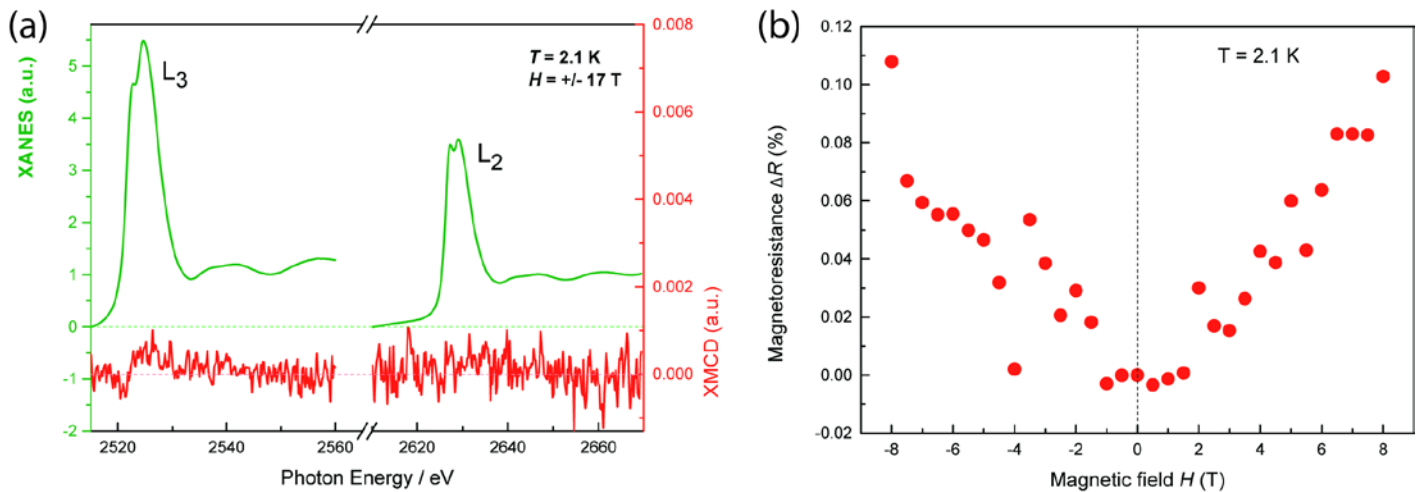 (a)
XANES (a.u.)
5
4
3
2
1
0
-1
-2
L3
L2
T = 2.1 K
H = +/- 17 T
0.008
0.006
0.004
0.002
0.000
XMCD (a.u.)
2520
2540
2560
2620
2640
2660
Photon Energy / eV
(b)
Magnetoresistance ΔR (%)
0.12
0.10
0.08
0.06
0.04
0.02
0.00
-0.02
T = 2.1 K
-8 -6 -4 -2 0 2 4 6 8
Magnetic field H (T)